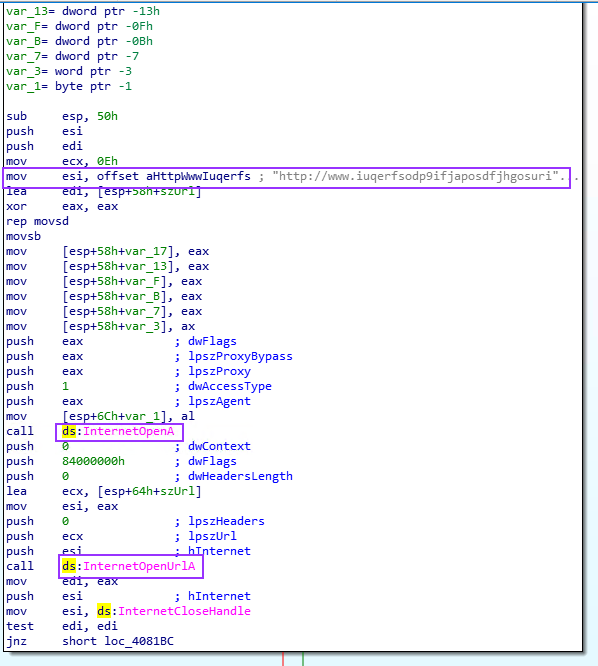 var_13= dword ptr -13h
var_F= dword ptr -0Fh
var_B= dword ptr -0Bh
var_7= dword ptr -7
var_3= word ptr -3
var_1= byte ptr -1
sub esp, 50h
push esi
push edi
mov ecx, 0Eh
mov esi, offset aHttpWwwIuqerfs ; "http://www.iuqerfsodp9ifjaposdfjhgosuri"...
lea edi, [esp+58h+szUrl]
xor eax, eax
rep movsd
movsb
mov [esp+58h+var_17], eax
mov [esp+58h+var_13], eax
mov [esp+58h+var_F], eax
mov [esp+58h+var_B], eax
mov [esp+58h+var_7], eax
mov [esp+58h+var_3], ax
push eax ; dwFlags
push eax ; lpszProxyBypass
push eax ; lpszProxy
push 1 ; dwAccessType
push eax ; lpszAgent
mov [esp+6Ch+var_1], al
call ds:InternetOpenA
push 0 ; dwContext
push 84000000h ; dwFlags
push 0 ; dwHeadersLength
lea ecx, [esp+64h+szUrl]
mov esi, eax
push 0 ; lpszHeaders
push ecx ; lpszUrl
push esi ; hInternet
call ds:InternetOpenUrlA
mov edi, eax
push esi ; hInternet
mov esi, ds:InternetCloseHandle
test edi, edi
jnz short loc_4081BC